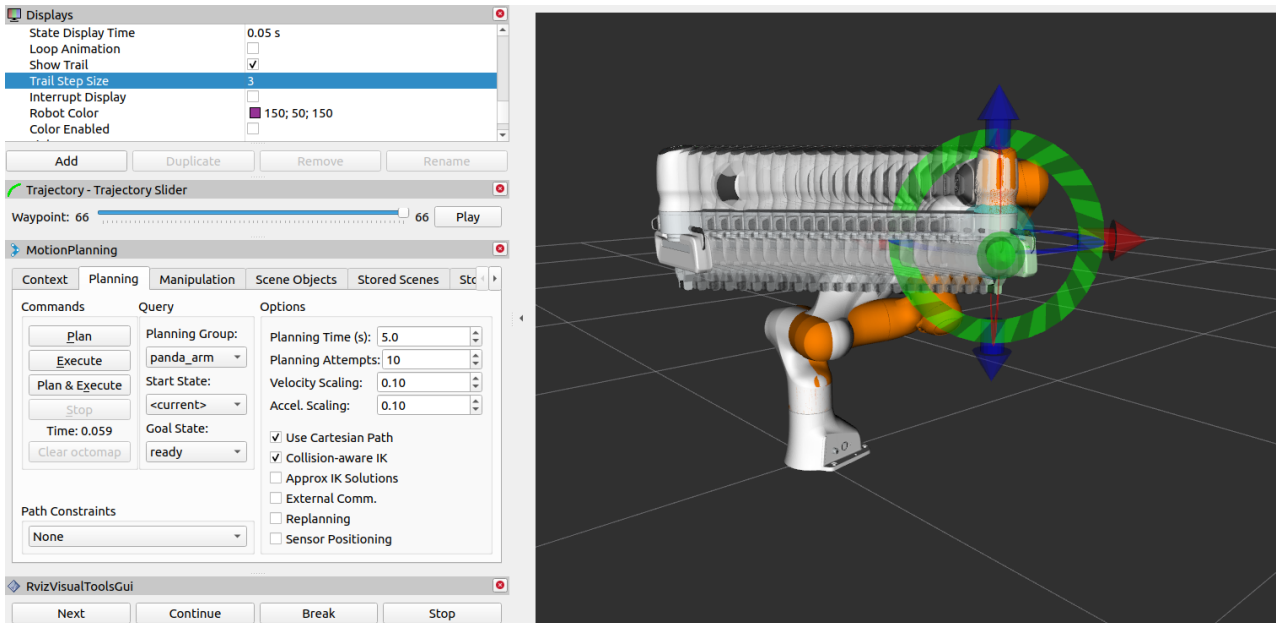 Displays
State Display Time 0.05 s
Loop Animation
Show Trail
Trail Step Size 3
Interrupt Display
Robot Color 150; 50; 150
Color Enabled
Add Duplicate Remove Rename
Trajectory - Trajectory Slider
Waypoint: 66 66 Play
MotionPlanning
Context Planning Manipulation Scene Objects Stored Scenes Stc
Commands Query Options
Plan
Execute
Plan & Execute
Stop
Time: 0.059
Clear octomap
Planning Group:
panda_arm
Start State:
<current>
Goal State:
ready
Planning Time (s): 5.0
Planning Attempts: 10
Velocity Scaling: 0.10
Accel. Scaling: 0.10
Use Cartesian Path
Collision-aware IK
Approx IK Solutions
External Comm.
Replanning
Sensor Positioning
Path Constraints
None
RvizVisualToolsGui
Next Continue Break Stop